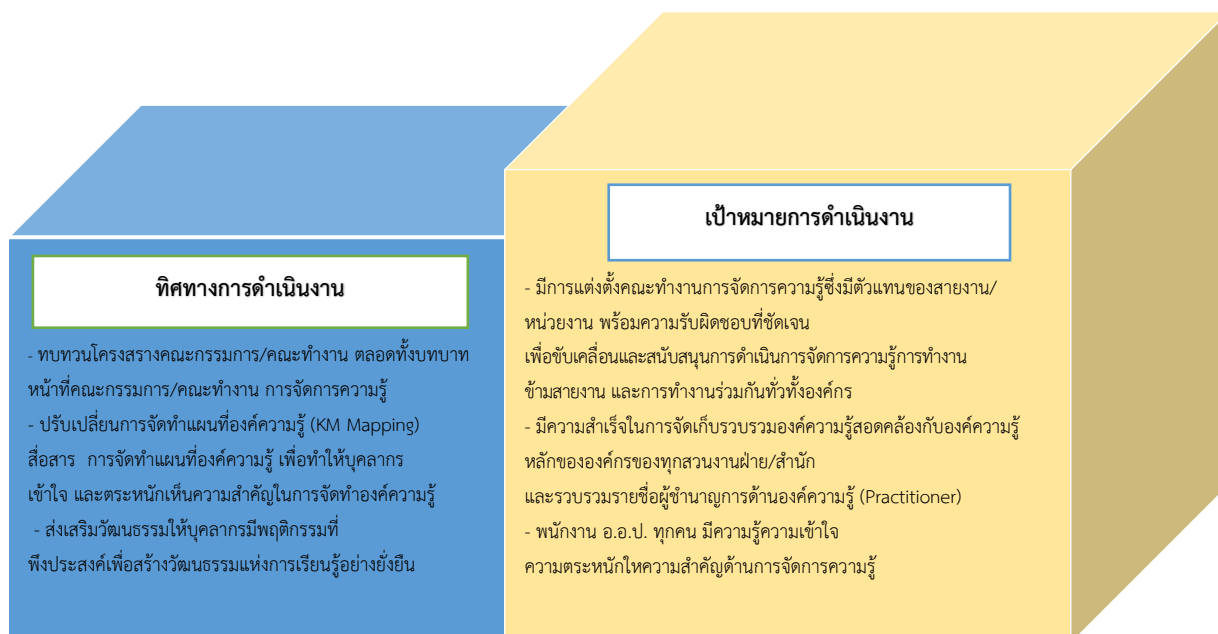 ทิศทางการดำเนินงาน
- ทบทวนโครงสรางคณะกรรมการ/คณะทำงาน ตลอดทั้งบทบาท
หน้าที่คณะกรรมการ/คณะทำงาน การจัดการความรู้
- ปรับเปลี่ยนการจัดทำแผนที่องค์ความรู้ (KM Mapping)
สื่อสาร การจัดทำแผนที่องค์ความรู้ เพื่อทำให้บุคลากร
เข้าใจ และตระหนักเห็นความสำคัญในการจัดทำองค์ความรู้
- ส่งเสริมวัฒนธรรมให้บุคลากรมีพฤติกรรมที่
พึงประสงค์เพื่อสร้างวัฒนธรรมแห่งการเรียนรู้อย่างยั่งยืน
เป้าหมายการดำเนินงาน
- มีการแต่งตั้งคณะทำงานการจัดการความรู้ซึ่งมีตัวแทนของสายงาน/
หน่วยงาน พร้อมความรับผิดชอบที่ชัดเจน
เพื่อขับเคลื่อนและสนับสนุนการดำเนินการจัดการความรู้การทำงาน
ข้ามสายงาน และการทำงานร่วมกันทั่วทั้งองค์กร
- มีความสำเร็จในการจัดเก็บรวบรวมองค์ความรู้สอดคล้องกับองค์ความรู้
หลักขององค์กรของทุกสวนงานฝ่าย/สำนัก
และรวบรวมรายชื่อผู้ชำนาญการด้านองค์ความรู้ (Practitioner)
- พนักงาน อ.อ.ป. ทุกคน มีความรู้ความเข้าใจ
ความตระหนักใหความสำคัญด้านการจัดการความรู้